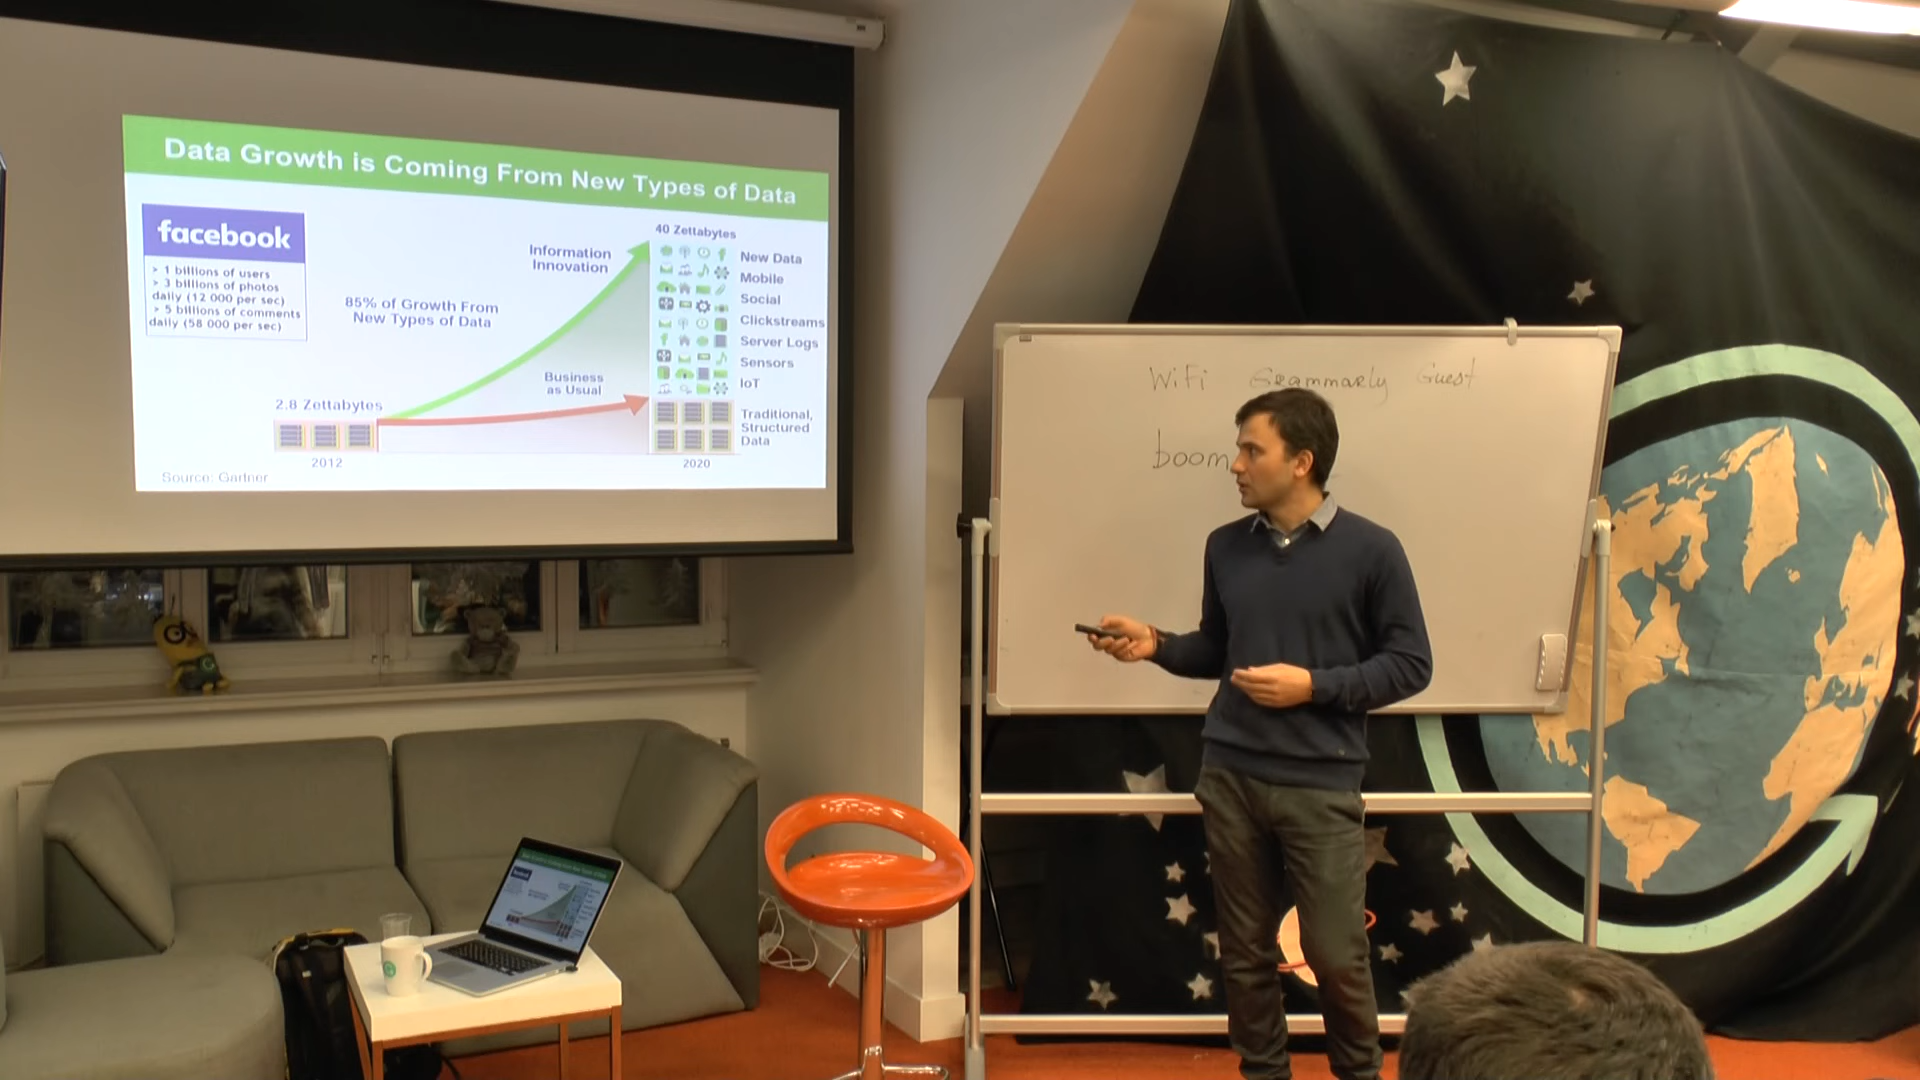 Data Growth is Coming From New Types of Data
facebook
> 1 billions of users
> 3 billions of photos
daily (12 000 per sec)
> 5 billions of comments
daily (58 000 per sec)
85% of Growth From
New Types of Data
Information
Innovation
Business
as Usual
40 Zettabytes
New Data
Mobile
Social
Clickstreams
Server Logs
Sensors
IoT
Traditional,
Structured
Data
2.8 Zettabytes
2012
2020
Source: Gartner
WiFi Grammarly Guest
boom